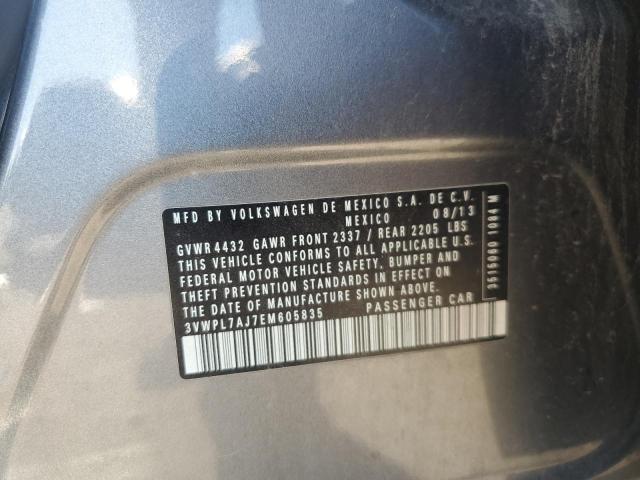 MFD BY VOLKSWAGEN DE MEXICO S.A. DE C.V.
MEXICO 08/13
GVWR 4432 GAWR FRONT 2337 / REAR 2205 LBS
THIS VEHICLE CONFORMS TO ALL APPLICABLE U.S.
FEDERAL MOTOR VEHICLE SAFETY, BUMPER AND
THEFT PREVENTION STANDARDS IN EFFECT ON
THE DATE OF MANUFACTURE SHOWN ABOVE.
3VWPL7AJ7EM605835 PASSENGER CAR